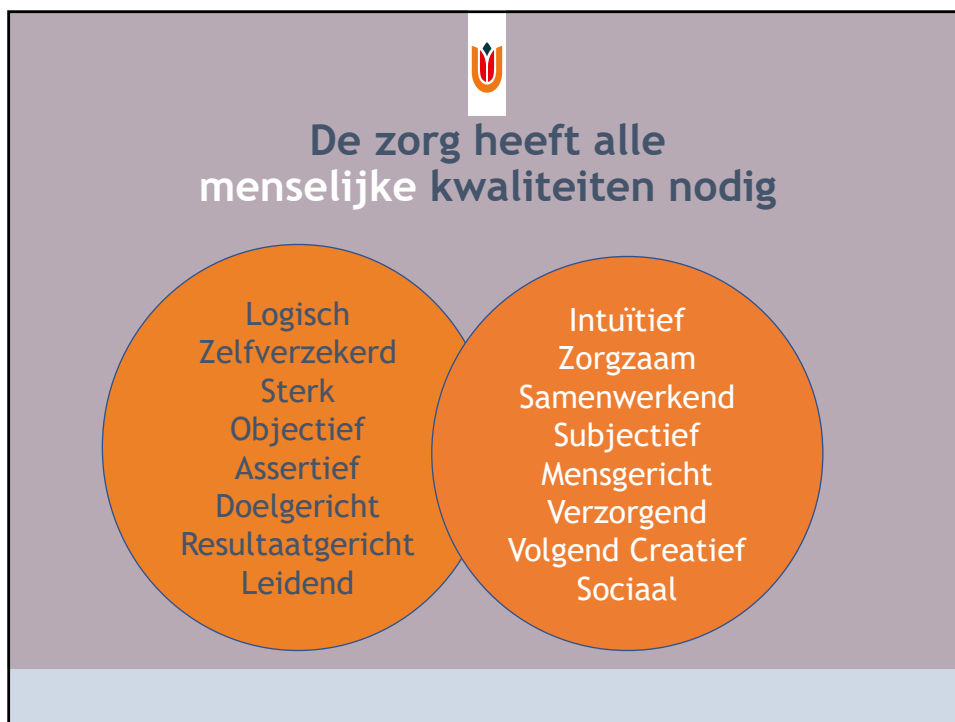 De zorg heeft alle
menselijke kwaliteiten nodig
Logisch
Zelfverzekerd
Sterk
Objectief
Assertief
Doelgericht
Resultaatgericht
Leidend
Intuïtief
Zorgzaam
Samenwerkend
Subjectief
Mensgericht
Verzorgend
Volgend Creatief
Sociaal